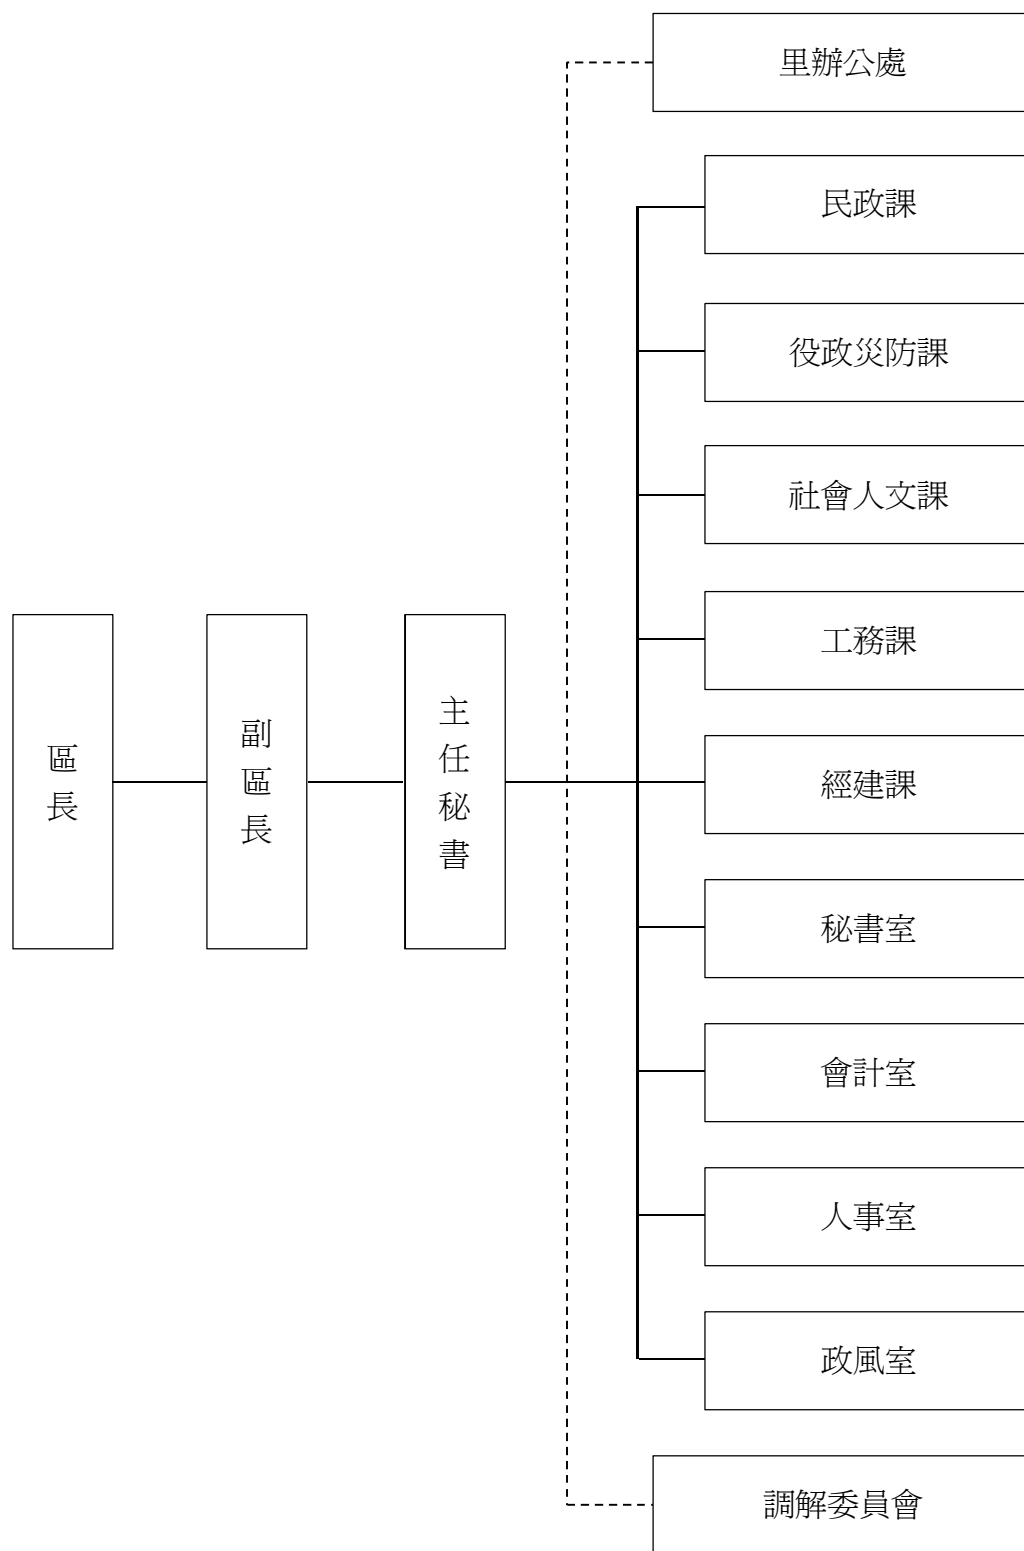 里辦公處
民政課
役政災防課
社會人文課
工務課
區長
副區長
主任秘書
經建課
秘書室
會計室
人事室
政風室
調解委員會